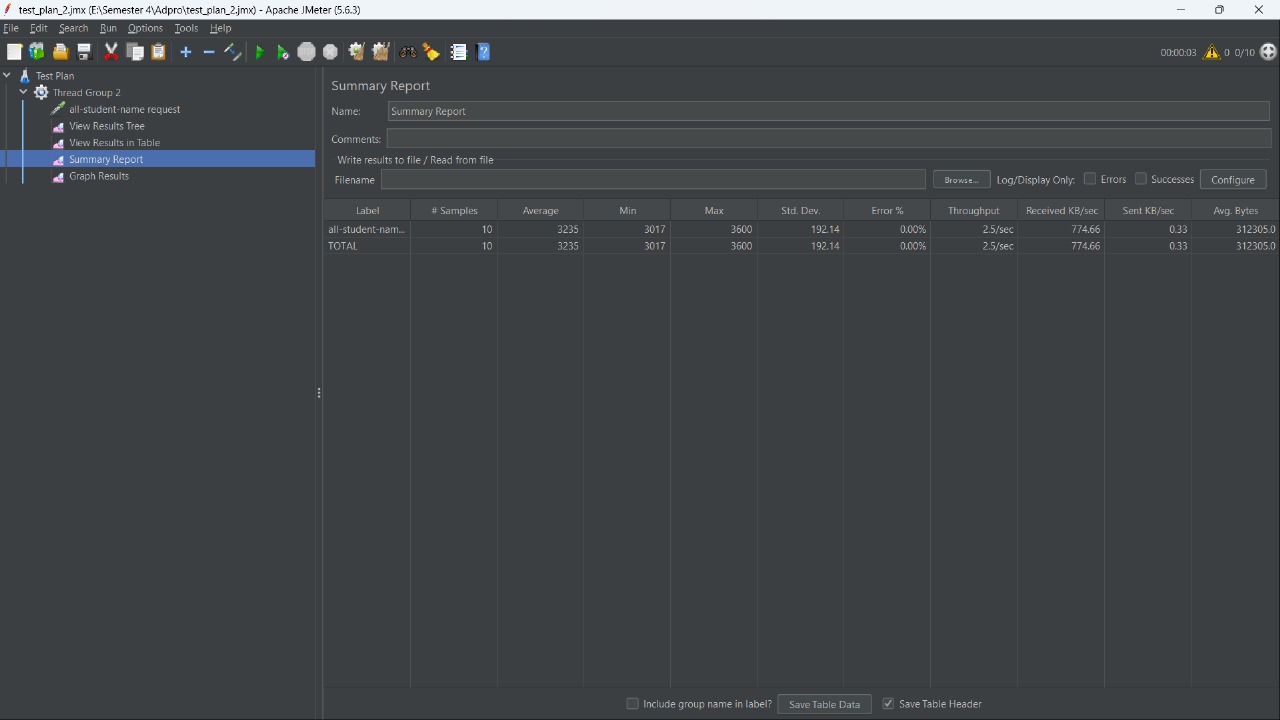 test_plan_2.jmx (E:\Semester 4\Adpro\test_plan_2.jmx) - Apache JMeter (5.6.3)
File Edit Search Run Options Tools Help
00:00:03 0 0/10
Test Plan
Thread Group 2
all-student-name request
View Results Tree
View Results in Table
Summary Report
Graph Results
Summary Report
Name: Summary Report
Comments:
Write results to file / Read from file
Filename Browse... Log/Display Only: Errors Successes Configure
Label # Samples Average Min Max Std. Dev. Error % Throughput Received KB/sec Sent KB/sec Avg. Bytes
all-student-nam... 10 3235 3017 3600 192.14 0.00% 2.5/sec 774.66 0.33 312305.0
TOTAL 10 3235 3017 3600 192.14 0.00% 2.5/sec 774.66 0.33 312305.0
Include group name in label? Save Table Data Save Table Header